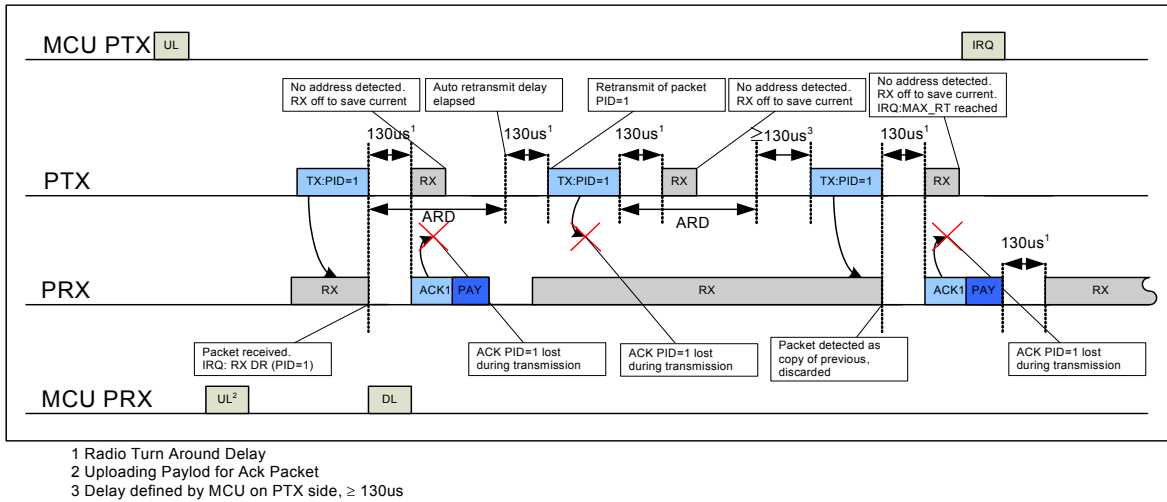 MCU PTX
UL
IRQ
No address detected.
RX off to save current
Auto retransmit delay
elapsed
Retransmit of packet
PID=1
No address detected.
RX off to save current
No address detected.
RX off to save current.
IRQ:MAX_RT reached
130us¹
130us¹
130us¹
≥130us³
130us¹
PTX
TX:PID=1
RX
TX:PID=1
RX
TX:PID=1
RX
ARD
ARD
130us¹
PRX
RX
ACK1
PAY
RX
ACK1
PAY
RX
Packet received.
IRQ: RX DR (PID=1)
ACK PID=1 lost
during transmission
ACK PID=1 lost
during transmission
Packet detected as
copy of previous,
discarded
ACK PID=1 lost
during transmission
MCU PRX
UL²
DL
1 Radio Turn Around Delay
2 Uploading Paylod for Ack Packet
3 Delay defined by MCU on PTX side, ≥ 130us